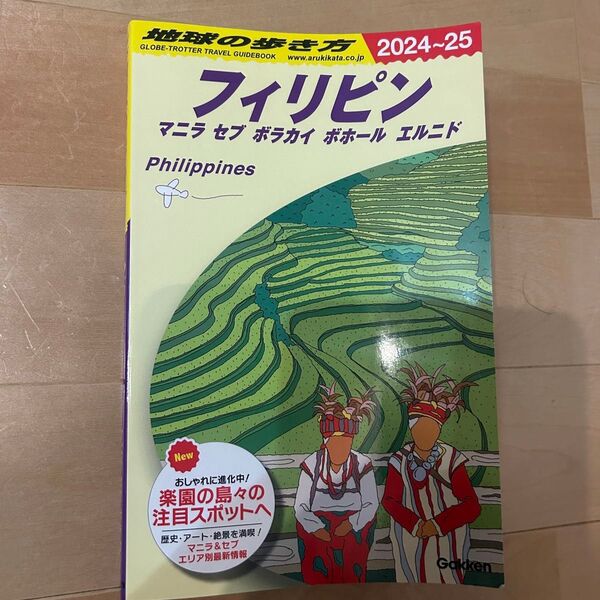 地球の歩き方
GLOBE-TROTTER TRAVEL GUIDEBOOK
www.arukikata.co.jp
2024~25
フィリピン
マニラ セブ ボラカイ ボホール エルニド
Philippines
New
おしゃれに進化中!
楽園の島々の
注目スポットへ
歴史・アート・絶景を満喫!
マニラ&セブ
エリア別最新情報
Gakken